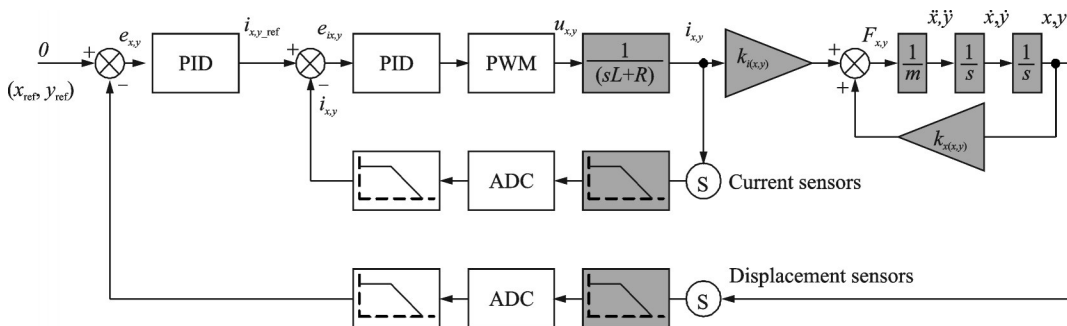 0
(x_ref, y_ref)
+
−
e_x,y
PID
i_x,y_ref
+
−
i_x,y
e_ix,y
PID
PWM
u_x,y
1
(sL+R)
i_x,y
k_i(x,y)
+
+
F_x,y
1
m
ẍ,ÿ
1
s
ẋ,ẏ
1
s
x,y
k_x(x,y)
ADC
S
Current sensors
ADC
S
Displacement sensors